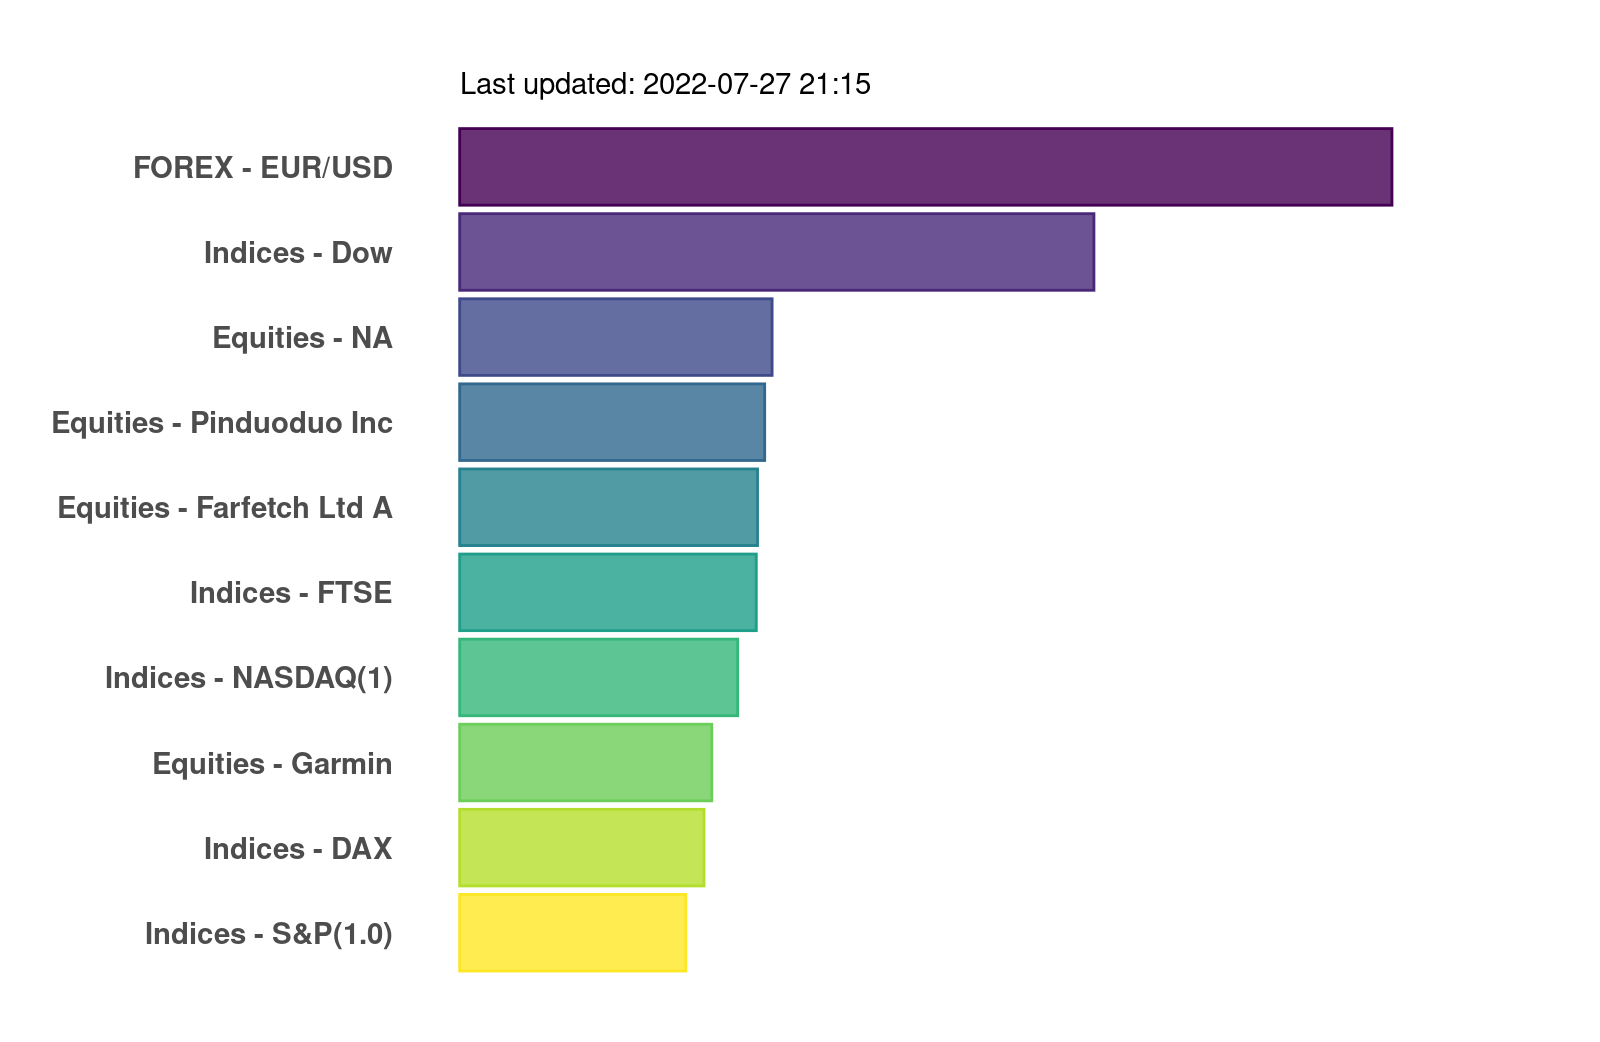 Last updated: 2022-07-27 21:15
FOREX - EUR/USD
Indices - Dow
Equities - NA
Equities - Pinduoduo Inc
Equities - Farfetch Ltd A
Indices - FTSE
Indices - NASDAQ(1)
Equities - Garmin
Indices - DAX
Indices - S&P(1.0)